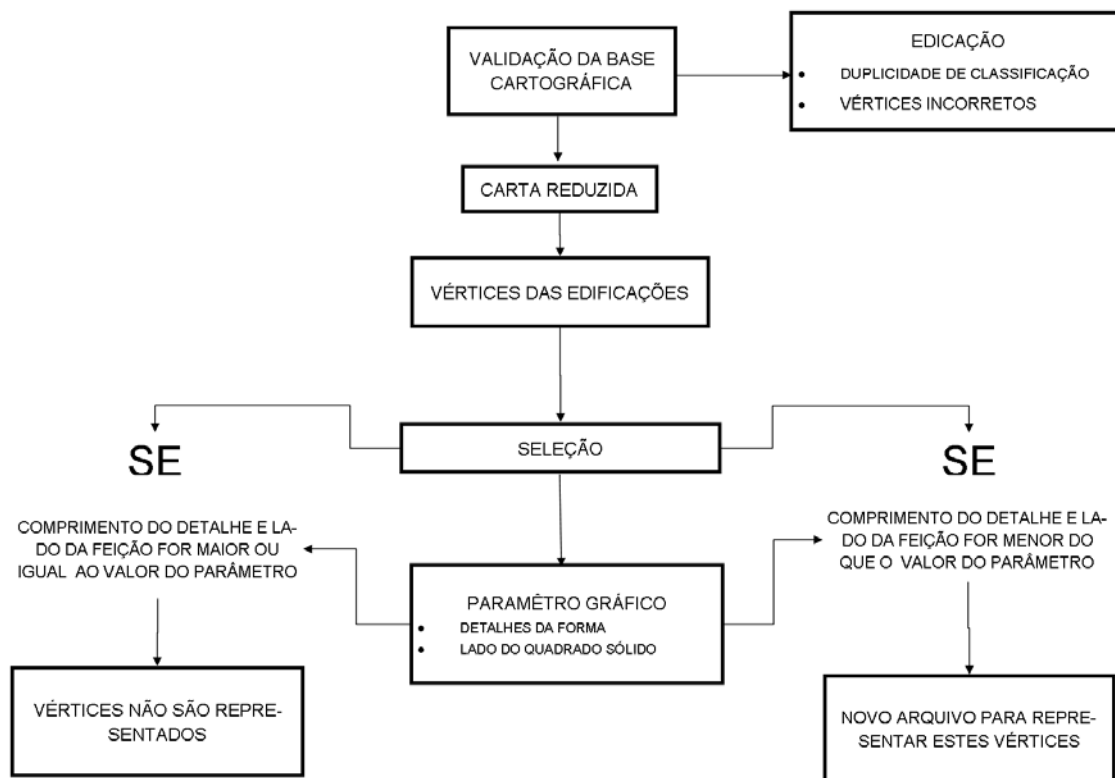 VALIDAÇÃO DA BASE
CARTOGRÁFICA
EDICAÇÃO
• DUPLICIDADE DE CLASSIFICAÇÃO
• VÉRTICES INCORRETOS
CARTA REDUZIDA
VÉRTICES DAS EDIFICAÇÕES
SELEÇÃO
SE
COMPRIMENTO DO DETALHE E LA-
DO DA FEIÇÃO FOR MAIOR OU
IGUAL AO VALOR DO PARÂMETRO
SE
COMPRIMENTO DO DETALHE E LA-
DO DA FEIÇÃO FOR MENOR DO
QUE O VALOR DO PARÂMETRO
PARAMÊTRO GRÁFICO
• DETALHES DA FORMA
• LADO DO QUADRADO SÓLIDO
VÉRTICES NÃO SÃO REPRE-
SENTADOS
NOVO ARQUIVO PARA REPRE-
SENTAR ESTES VÉRTICES